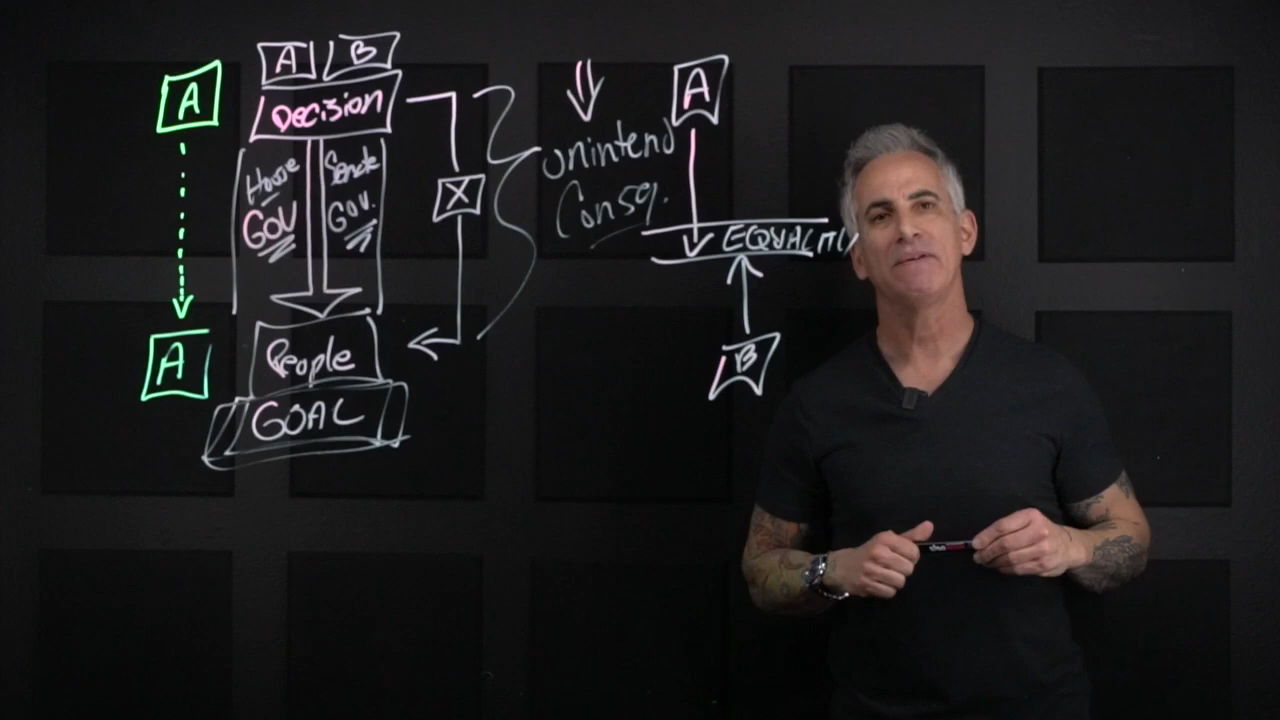 A
A B
Decision
House
GOV
Senate
GOV.
X
People
GOAL
A
unintend
Consq.
A
EQUALITY
B